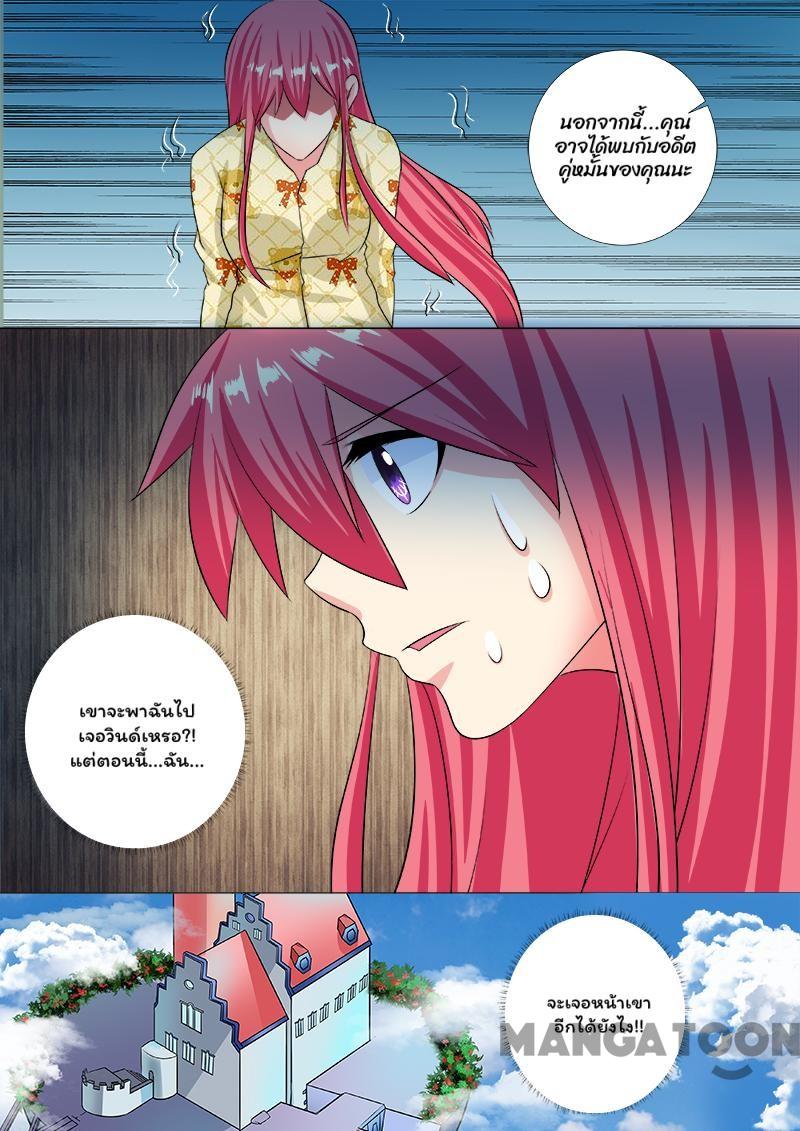 นอกจากนี้...คุณ
อาจได้พบกับอดีต
คู่หมั้นของคุณนะ
เขาจะพาฉันไป
เจอวินด์เหรอ?!
แต่ตอนนี้...ฉัน...
จะเจอหน้าเขา
อีกได้ยังไง!!
MANGATOON